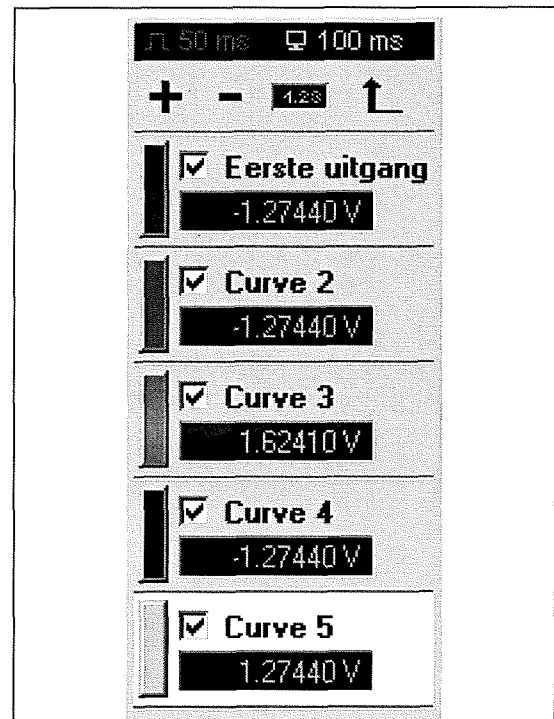 50 ms 100 ms
+ - 1.23
Eerste uitgang
-1.27440 V
Curve 2
-1.27440 V
Curve 3
1.62410 V
Curve 4
-1.27440 V
Curve 5
1.27440 V